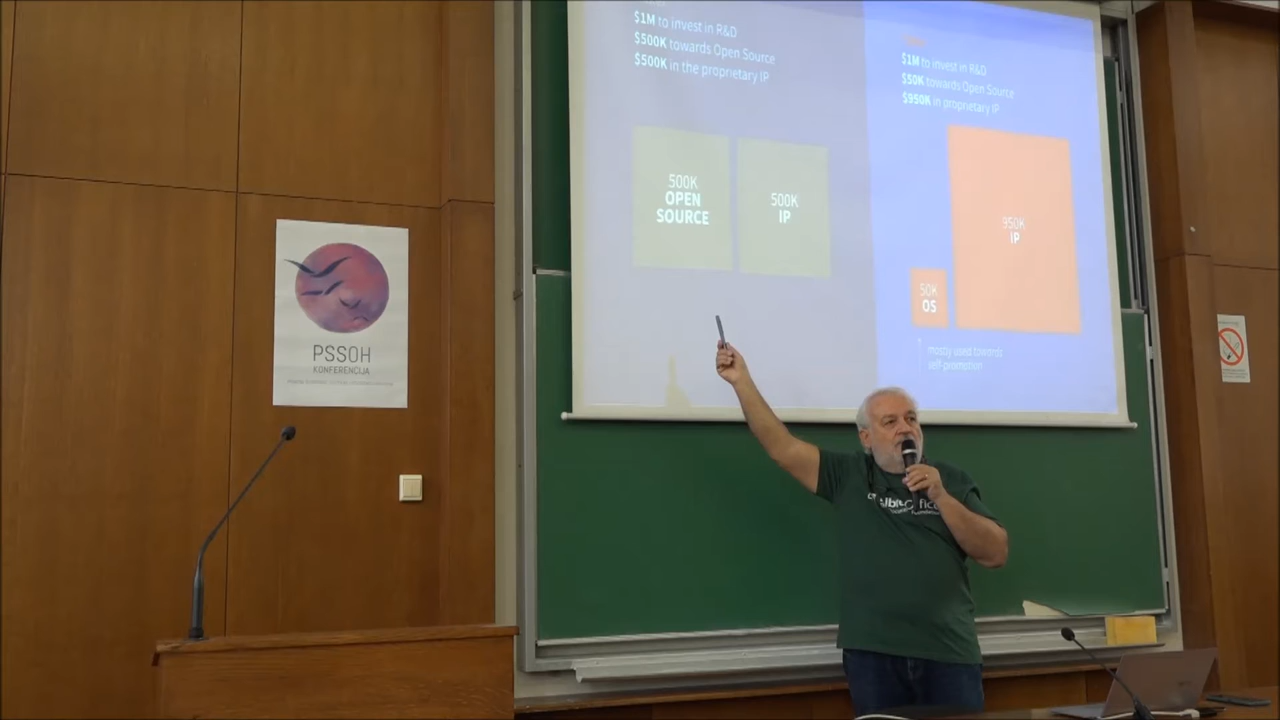 $1M to invest in R&D
$500K towards Open Source
$500K in the proprietary IP
500K
OPEN
SOURCE
500K
IP
$1M to invest in R&D
$50K towards Open Source
$950K in proprietary IP
950K
IP
50K
OS
mostly used towards
self-promotion
PSSOH
KONFERENCIJA